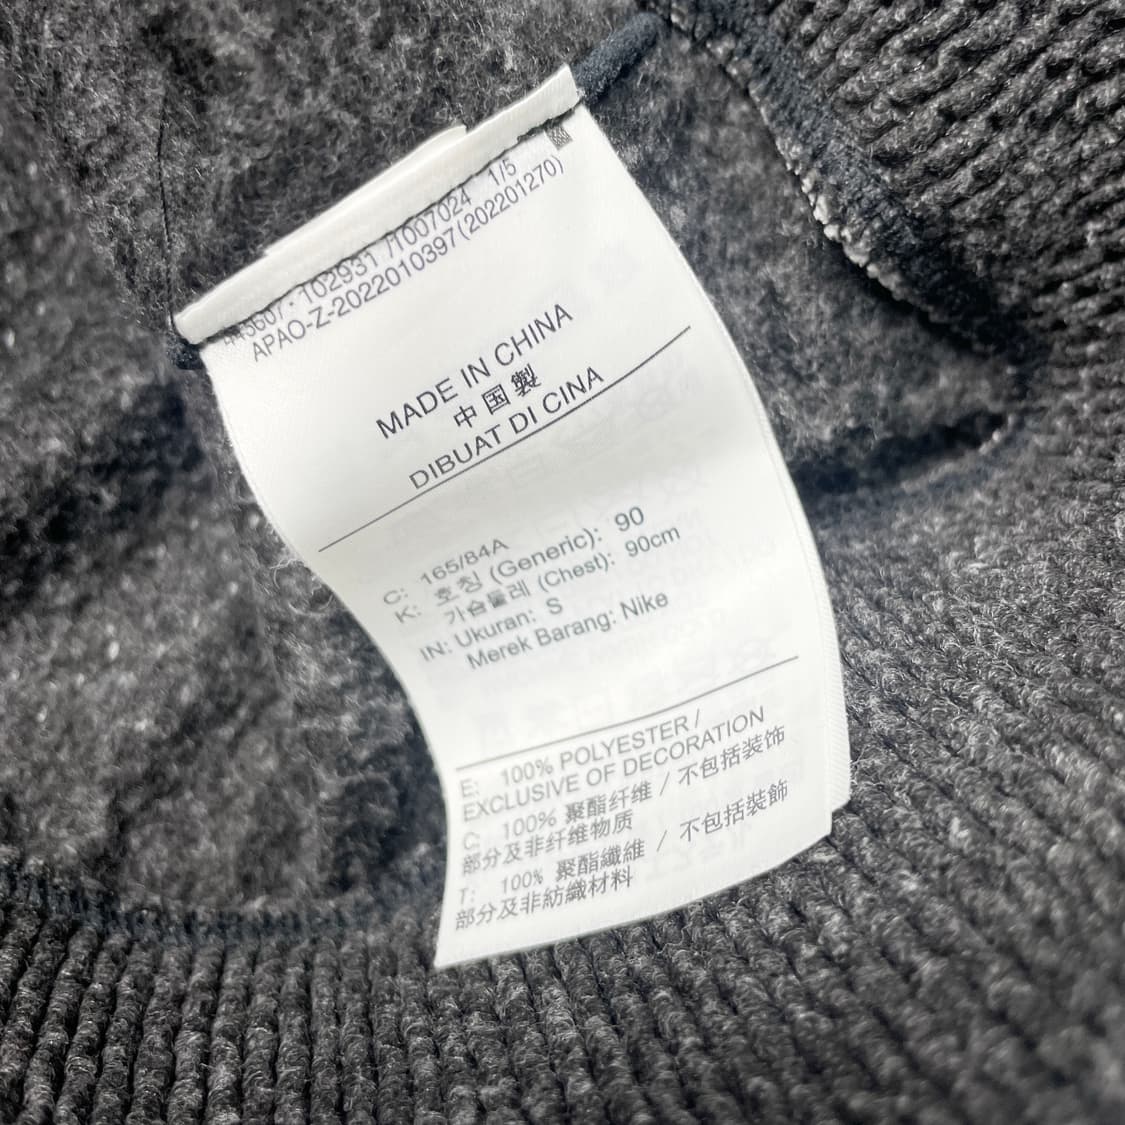 102931 /1007024 1/5
APAO-Z-2022010397(202201270)
MADE IN CHINA
中国製
DIBUAT DI CINA
C: 165/84A
K: 호칭 (Generic): 90
가슴둘레 (Chest): 90cm
IN: Ukuran: S
Merek Barang: Nike
E: 100% POLYESTER /
EXCLUSIVE OF DECORATION
C: 100% 聚酯纤维 / 不包括装饰
部分及非纤维物质
T: 100% 聚酯纖維 / 不包括裝飾
部分及非紡織材料